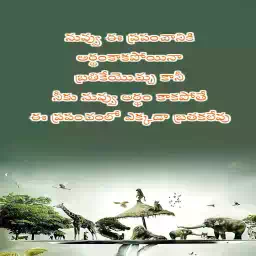 నువ్వు ఈ ప్రపంచానికి
అర్థంకాకపోయినా
బ్రతికేయొచ్చు కానీ
నీకు నువ్వు అర్థం కాకపోతే
ఈ ప్రపంచంలో ఎక్కడా బ్రతకలేవు